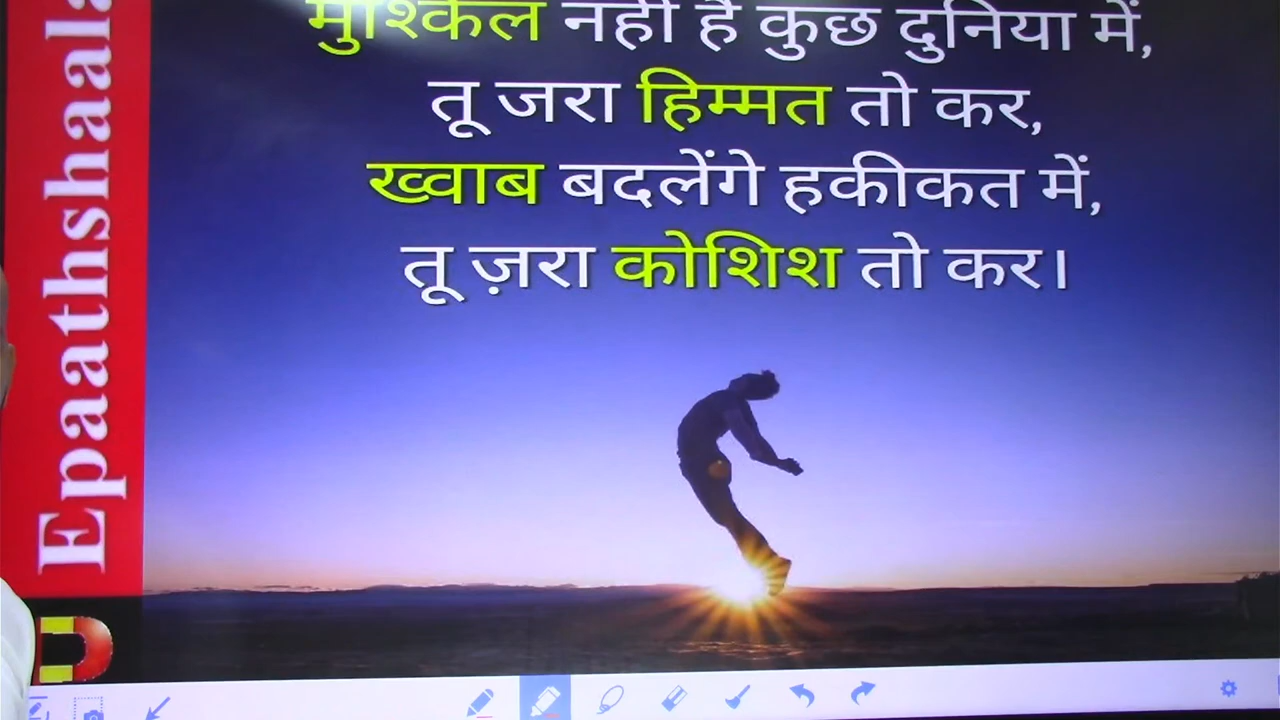 मुश्किल नहीं है कुछ दुनिया में,
तू जरा हिम्मत तो कर,
ख्वाब बदलेंगे हकीकत में,
तू ज़रा कोशिश तो कर।
Epaathshaala